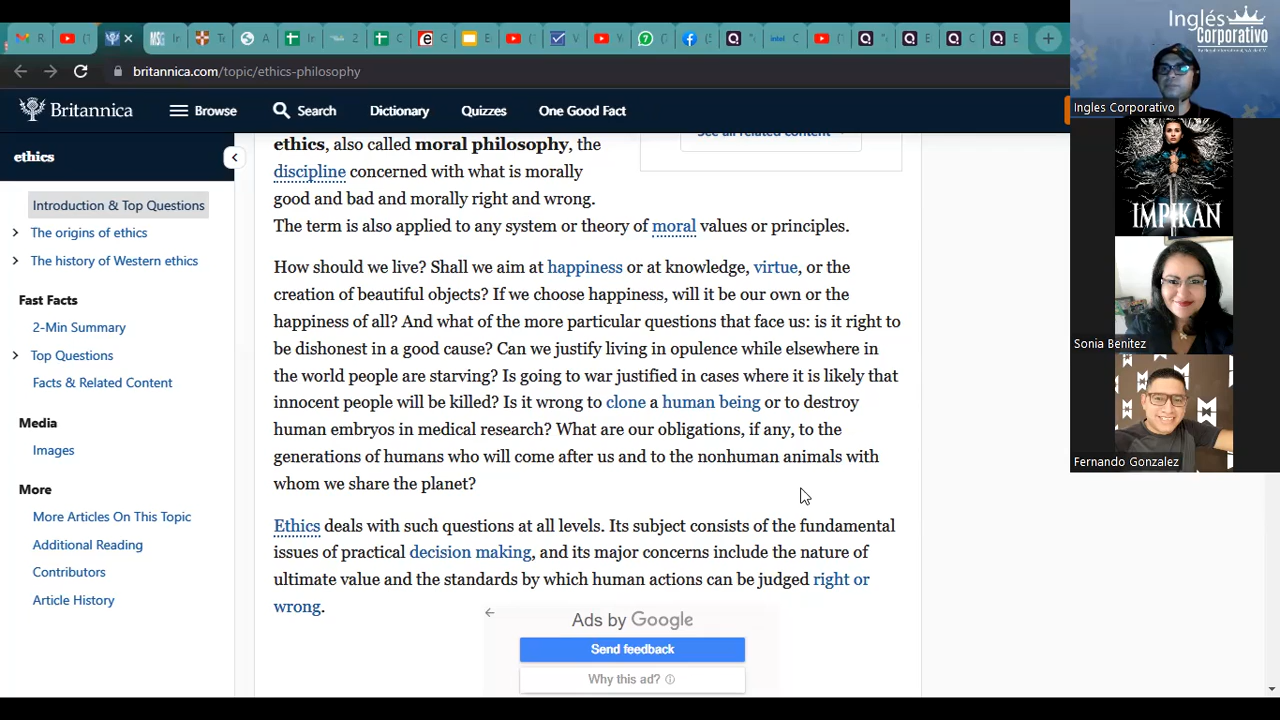 R
(
Ir
Te
A
Ir
2
C
G
E
(
V
Y
T
(
Intel C
(
"
E
C
E
britannica.com/topic/ethics-philosophy
Britannica
Browse
Search
Dictionary
Quizzes
One Good Fact
ethics
Introduction & Top Questions
The origins of ethics
The history of Western ethics
Fast Facts
2-Min Summary
Top Questions
Facts & Related Content
Media
Images
More
More Articles On This Topic
Additional Reading
Contributors
Article History
See all related content
ethics, also called moral philosophy, the
discipline concerned with what is morally
good and bad and morally right and wrong.
The term is also applied to any system or theory of moral values or principles.
How should we live? Shall we aim at happiness or at knowledge, virtue, or the
creation of beautiful objects? If we choose happiness, will it be our own or the
happiness of all? And what of the more particular questions that face us: is it right to
be dishonest in a good cause? Can we justify living in opulence while elsewhere in
the world people are starving? Is going to war justified in cases where it is likely that
innocent people will be killed? Is it wrong to clone a human being or to destroy
human embryos in medical research? What are our obligations, if any, to the
generations of humans who will come after us and to the nonhuman animals with
whom we share the planet?
Ethics deals with such questions at all levels. Its subject consists of the fundamental
issues of practical decision making, and its major concerns include the nature of
ultimate value and the standards by which human actions can be judged right or
wrong.
Ads by Google
Send feedback
Why this ad?
Inglés
Corporativo
Ingles Corporativo
IMPIKAN
Sonia Benitez
Fernando Gonzalez